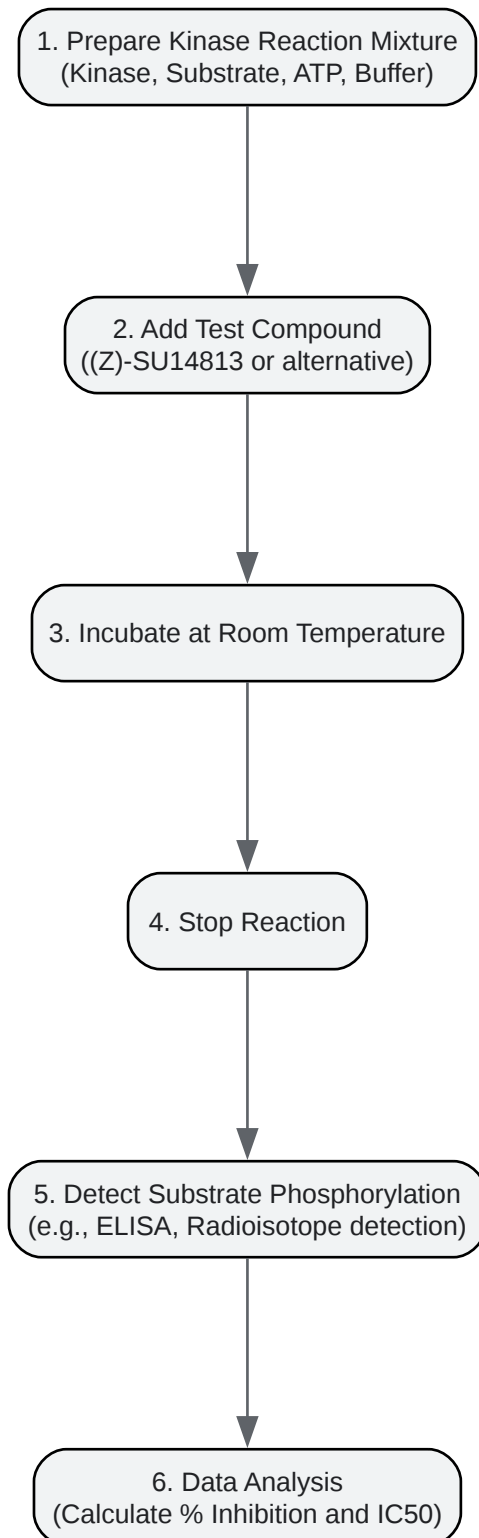 1. Prepare Kinase Reaction Mixture
(Kinase, Substrate, ATP, Buffer)
2. Add Test Compound
((Z)-SU14813 or alternative)
3. Incubate at Room Temperature
4. Stop Reaction
5. Detect Substrate Phosphorylation
(e.g., ELISA, Radioisotope detection)
6. Data Analysis
(Calculate % Inhibition and IC50)